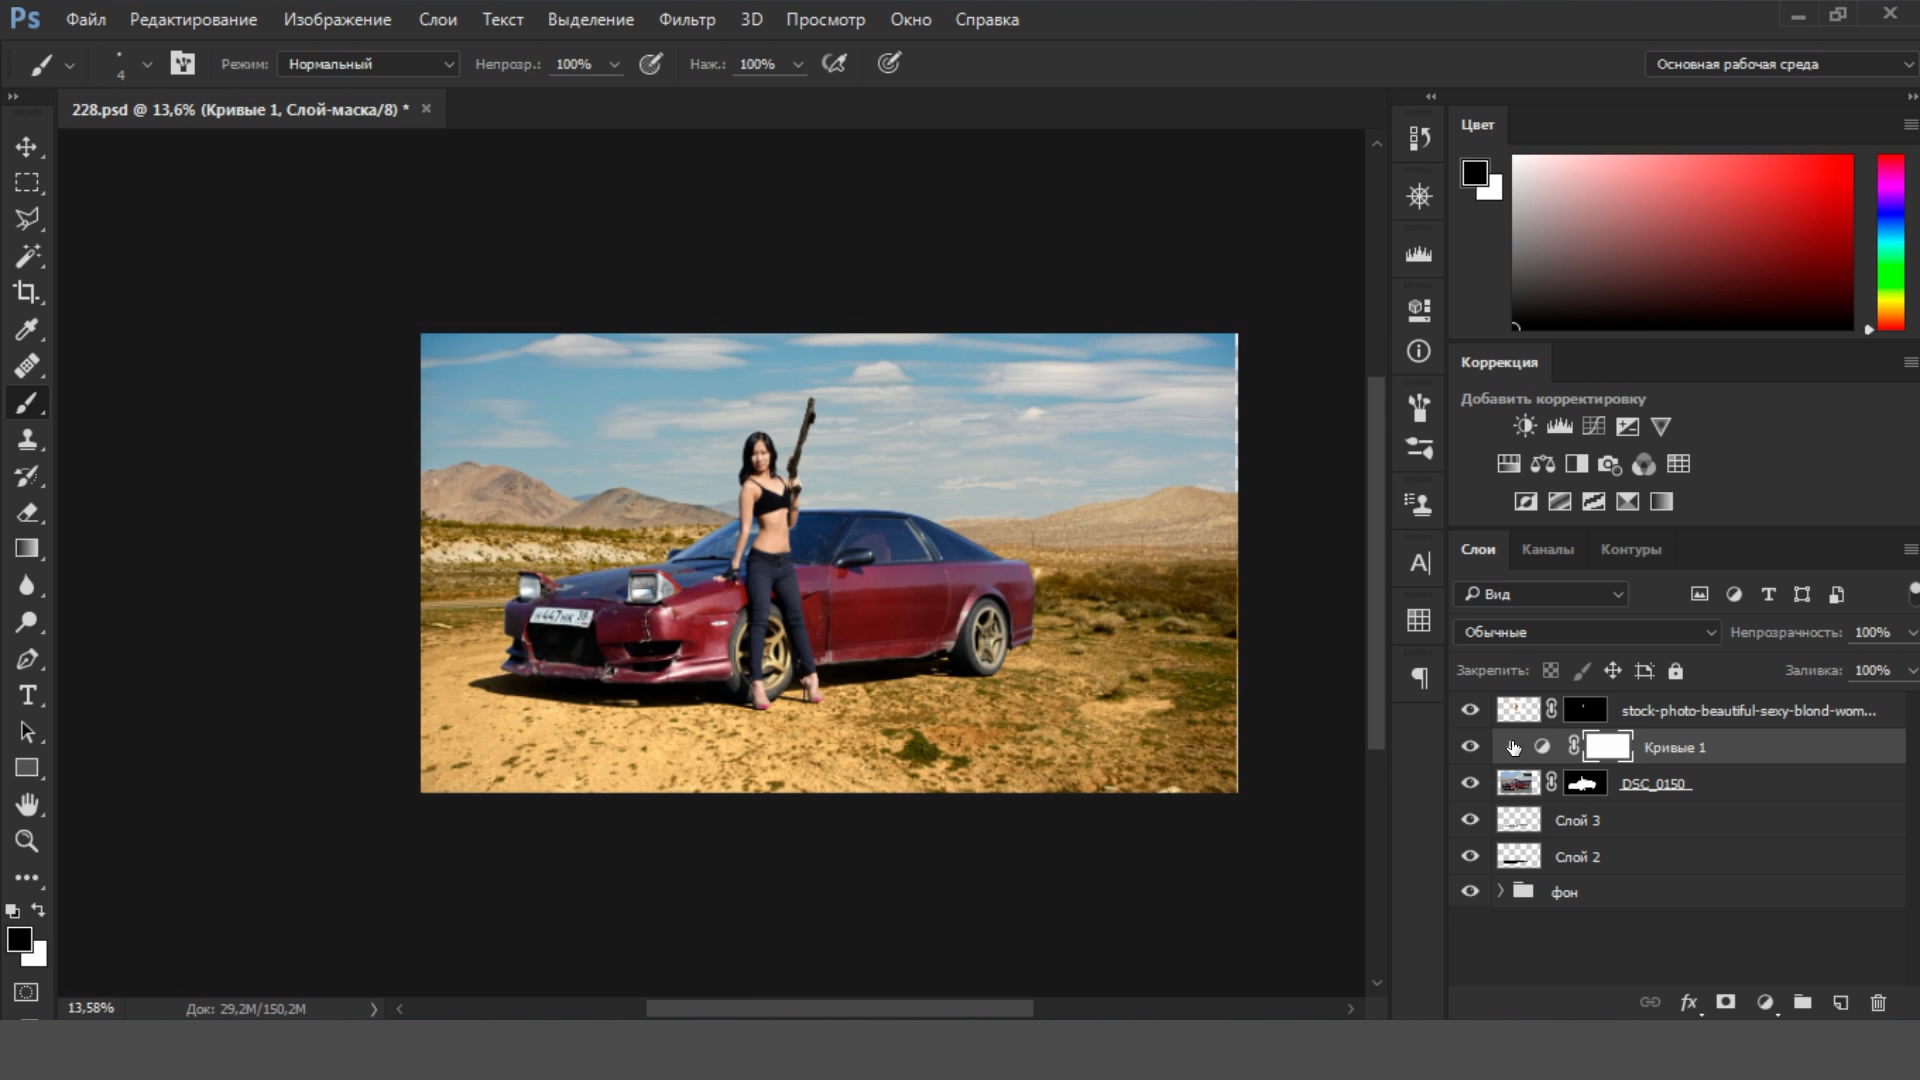 Ps Файл Редактирование Изображение Слои Текст Выделение Фильтр 3D Просмотр Окно Справка
4 Режим: Нормальный Непрозр.: 100% Наж.: 100% Основная рабочая среда
228.psd @ 13,6% (Кривые 1, Слой-маска/8) *
Цвет
Коррекция
Добавить корректировку
Слои Каналы Контуры
Вид
Обычные Непрозрачность: 100%
Закрепить: Заливка: 100%
stock-photo-beautiful-sexy-blond-wom...
Кривые 1
DSC_0150
Слой 3
Слой 2
фон
fx
13,58% Док: 29,2M/150,2M